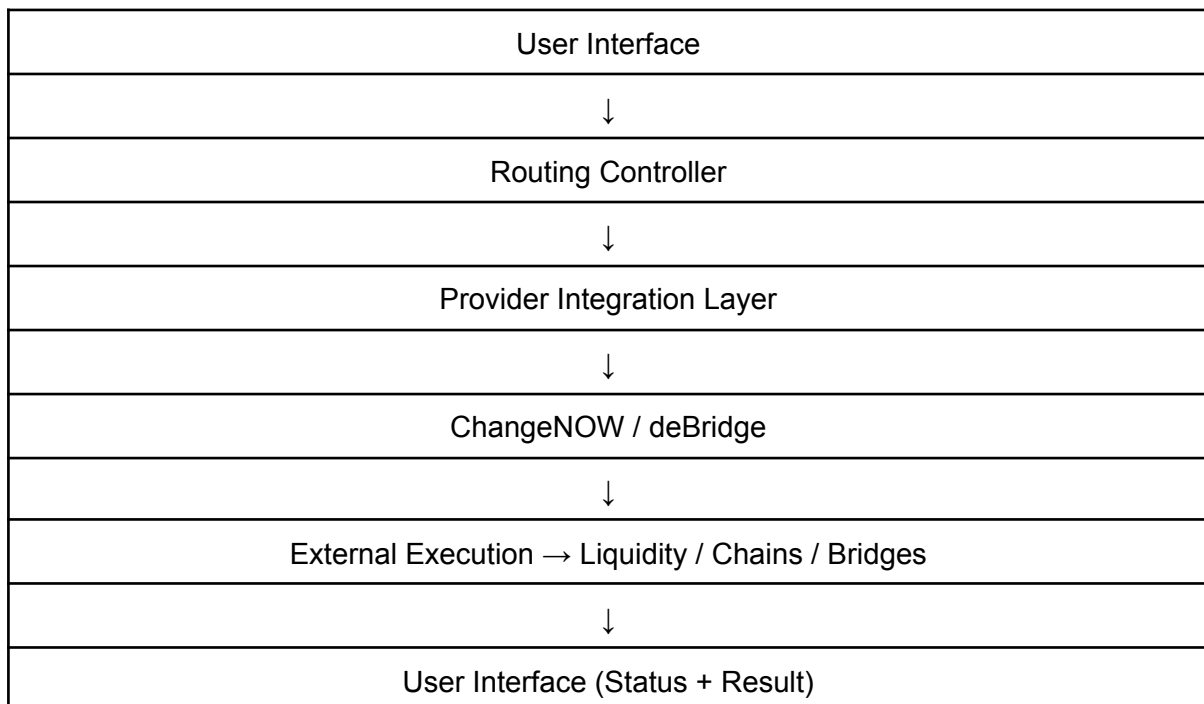 User Interface
↓
Routing Controller
↓
Provider Integration Layer
↓
ChangeNOW / deBridge
↓
External Execution → Liquidity / Chains / Bridges
↓
User Interface (Status + Result)